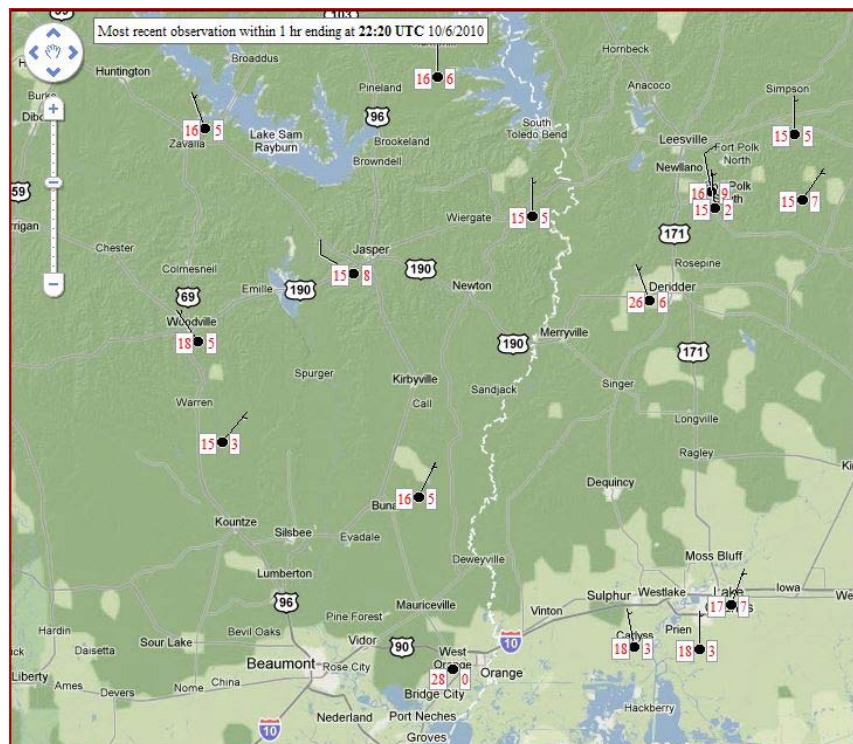 103
Most recent observation within 1 hr ending at 22:20 UTC 10/6/2010
Broaddus
Hornbeck
Huntington
16 6
Pineland
Anacoco
Simpson
Burke
96
16 5
Zavalla
Lake Sam
Rayburn
Brookeland
South
Toledo Bend
15 5
Leesville
Fort Polk
North
Browndell
Newllano
59
16 9
15 2
15 7
Wiergate
15 5
171
Chester
Jasper
Rosepine
Colmesneil
15 8
190
69
Emille
190
Newton
26 6
Deridder
Woodville
18 5
190
Merryville
171
Spurger
Kirbyville
Sandjack
Singer
Warren
Call
Longville
15 3
Ragley
Dequincy
16 5
Buna
Kountze
Silsbee
Evadale
Moss Bluff
Deweyville
Lumberton
Sulphur
Westlake
Lake
Iowa
96
Mauriceville
Vinton
17 7
Pine Forest
Hardin
Daisetta
Sour Lake
Bevil Oaks
Vidor
90
West
Orange
10
Carlyss
Prien
18 3
18 3
Beaumont
Rose City
Orange
Liberty
Ames
Devers
Nome
China
28 0
Bridge City
Hackberry
Nederland
Port Neches
10
Groves